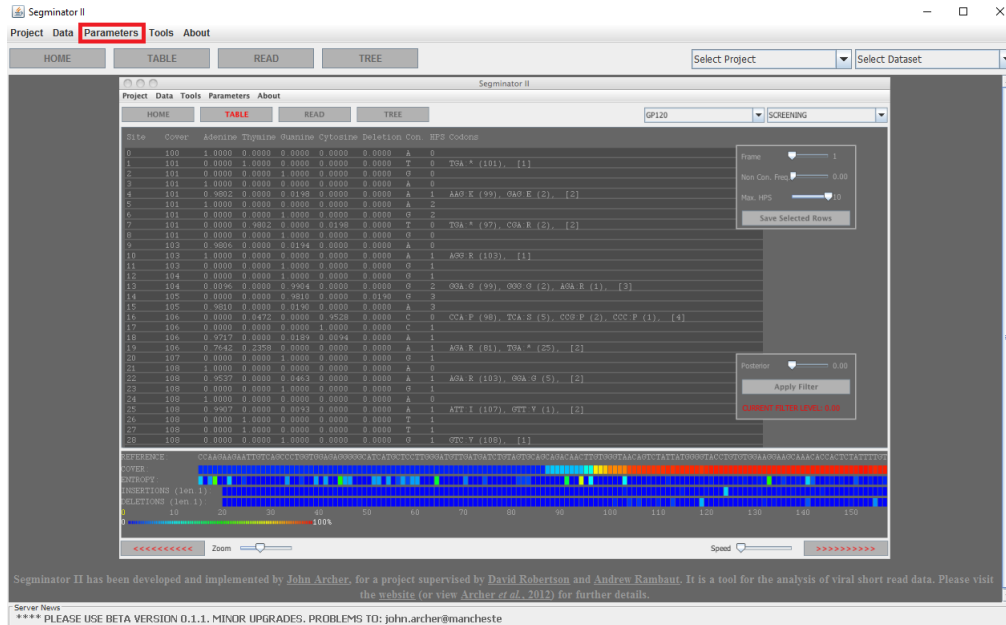 Segminator II
Project Data Parameters Tools About
HOME TABLE READ TREE Select Project Select Dataset
Segminator II
Project Data Tools Parameters About
HOME TABLE READ TREE GP120 SCREENING
Site Cover Adenine Thymine Guanine Cytosine Deletion Con. HPS Codons
0 100 1.0000 0.0000 0.0000 0.0000 0.0000 A 0
1 101 0.0000 1.0000 0.0000 0.0000 0.0000 T 0 TGA:* (101), [1]
2 101 0.0000 0.0000 1.0000 0.0000 0.0000 G 0
3 101 1.0000 0.0000 0.0000 0.0000 0.0000 A 0
4 101 0.9802 0.0000 0.0198 0.0000 0.0000 A 1 AAG:K (99), GAG:E (2), [2]
5 101 1.0000 0.0000 0.0000 0.0000 0.0000 A 2
6 101 0.0000 0.0000 1.0000 0.0000 0.0000 G 2
7 101 0.0000 0.9802 0.0000 0.0198 0.0000 T 0 TGA:* (97), CGA:R (2), [2]
8 101 0.0000 0.0000 1.0000 0.0000 0.0000 G 0
9 103 0.9806 0.0000 0.0194 0.0000 0.0000 A 0
10 103 1.0000 0.0000 0.0000 0.0000 0.0000 A 1 AGG:R (103), [1]
11 103 0.0000 0.0000 1.0000 0.0000 0.0000 G 1
12 104 0.0000 0.0000 1.0000 0.0000 0.0000 G 1
13 104 0.0096 0.0000 0.9904 0.0000 0.0000 G 2 GGA:G (99), GGG:G (2), AGA:R (1), [3]
14 105 0.0000 0.0000 0.9810 0.0000 0.0190 G 3
15 105 0.9810 0.0000 0.0190 0.0000 0.0000 A 3
16 106 0.0000 0.0472 0.0000 0.9528 0.0000 C 0 CCA:P (98), TCA:S (5), CCG:P (2), CCC:P (1), [4]
17 106 0.0000 0.0000 0.0000 1.0000 0.0000 C 1
18 106 0.9717 0.0000 0.0189 0.0094 0.0000 A 1
19 106 0.7642 0.2358 0.0000 0.0000 0.0000 A 1 AGA:R (81), TGA:* (25), [2]
20 107 0.0000 0.0000 1.0000 0.0000 0.0000 G 1
21 108 1.0000 0.0000 0.0000 0.0000 0.0000 A 0
22 108 0.9537 0.0000 0.0463 0.0000 0.0000 A 1 AGA:R (103), GGA:G (5), [2]
23 108 0.0000 0.0000 1.0000 0.0000 0.0000 G 1
24 108 1.0000 0.0000 0.0000 0.0000 0.0000 A 0
25 108 0.9907 0.0000 0.0093 0.0000 0.0000 A 1 ATT:I (107), GTT:V (1), [2]
26 108 0.0000 1.0000 0.0000 0.0000 0.0000 T 1
27 108 0.0000 1.0000 0.0000 0.0000 0.0000 T 1
28 108 0.0000 0.0000 1.0000 0.0000 0.0000 G 1 GTC:V (108), [1]
Frame 1
Non Con. Freq. 0.00
Max. HPS 10
Save Selected Rows
Posterior 0.00
Apply Filter
CURRENT FILTER LEVEL: 0.00
REFERENCE
COVER
ENTROPY:
INSERTIONS (len 1):
DELETIONS (len 1):
0 10 20 30 40 50 60 70 80 90 100 110 120 130 140 150
0 100%
<<<<<<<<<< Zoom Speed >>>>>>>>>>
Segminator II has been developed and implemented by John Archer, for a project supervised by David Robertson and Andrew Rambaut. It is a tool for the analysis of viral short read data. Please visit
the website (or view Archer et al., 2012) for further details.
Server News
**** PLEASE USE BETA VERSION 0.1.1. MINOR UPGRADES. PROBLEMS TO: john.archer@mancheste